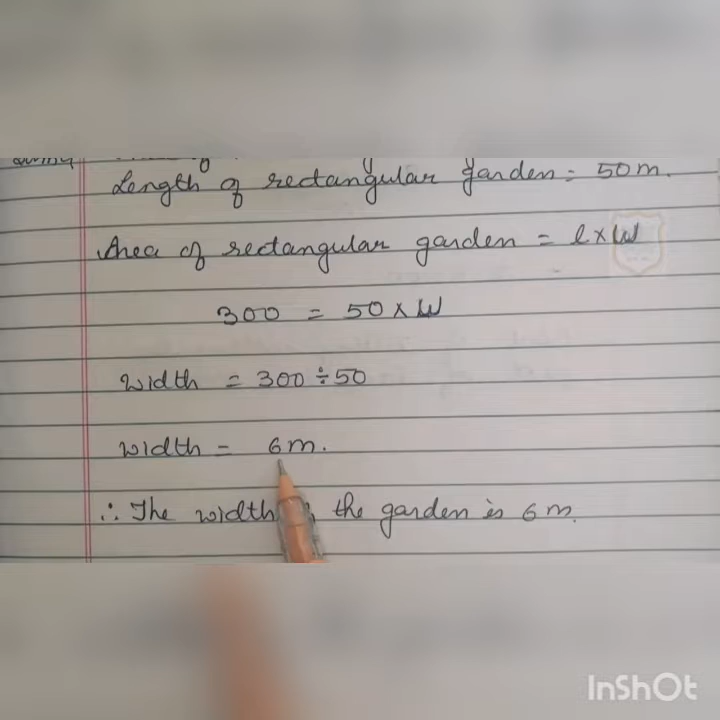 Length of rectangular garden = 50m.
Area of rectangular garden = l×W
300 = 50×W
Width = 300÷50
Width = 6m.
∴ The width the garden is 6m.
InShOt